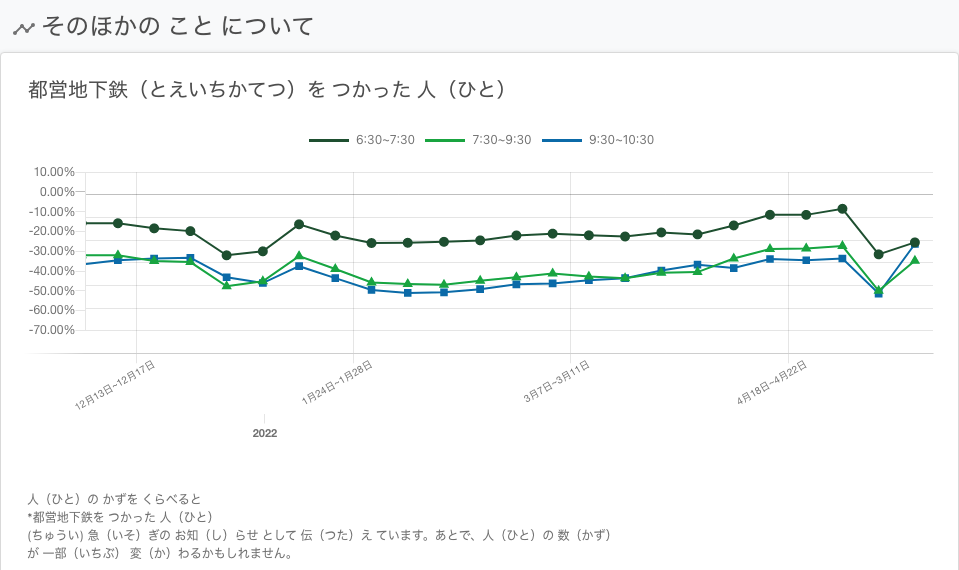 そのほかの こと について
都営地下鉄（とえいちかてつ）を つかった 人（ひと）
6:30~7:30 7:30~9:30 9:30~10:30
10.00%
0.00%
-10.00%
-20.00%
-30.00%
-40.00%
-50.00%
-60.00%
-70.00%
12月13日~12月17日 1月24日~1月28日 3月7日~3月11日 4月18日~4月22日
2022
人（ひと）の かずを くらべると
*都営地下鉄を つかった 人（ひと）
(ちゅうい) 急（いそ）ぎの お知（し）らせ として 伝（つた）え ています。あとで、人（ひと）の 数（かず）
が 一部（いちぶ） 変（か）わるかもしれません。